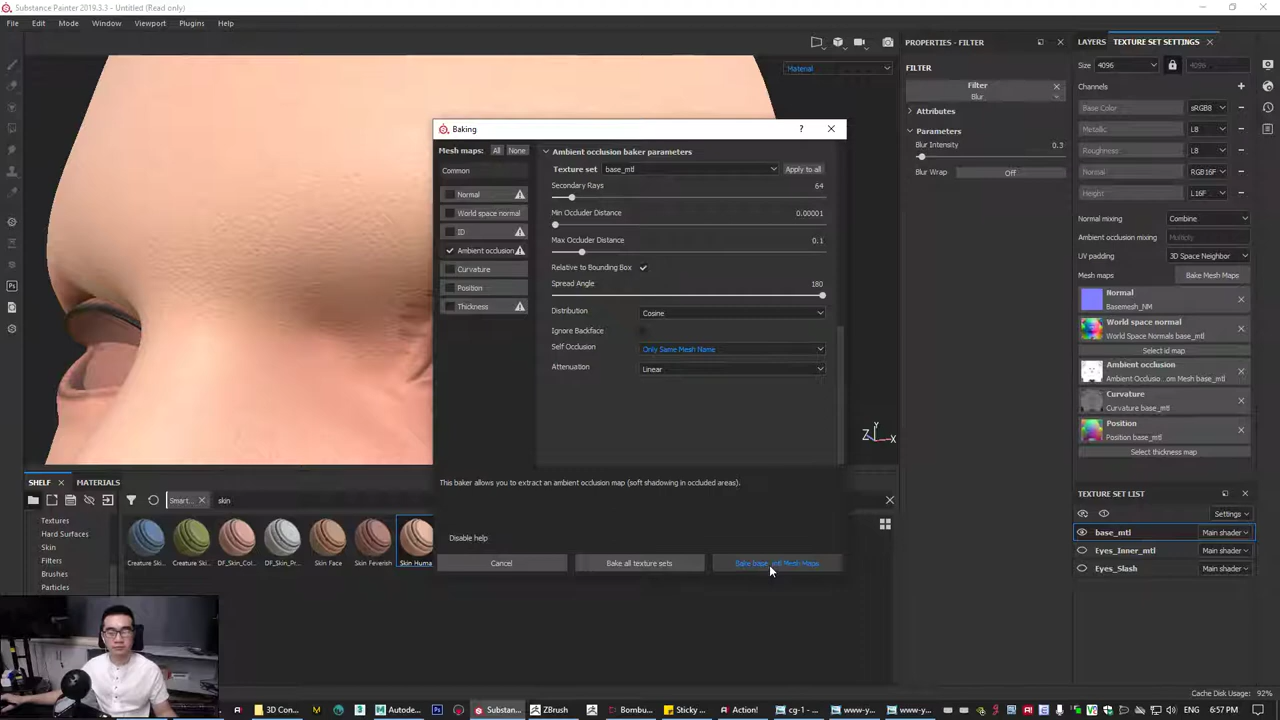 Substance Painter 2019.3.3 - Untitled (Read only)
File Edit Mode Window Viewport Plugins Help
Material
PROPERTIES - FILTER
FILTER
Filter
Blur
Attributes
Parameters
Blur Intensity 0.3
Blur Wrap Off
LAYERS TEXTURE SET SETTINGS
Size 4096 4096
Channels
Base Color sRGB8
Metallic L8
Roughness L8
Normal RGB16F
Height L16F
Normal mixing Combine
Ambient occlusion mixing Multiply
UV padding 3D Space Neighbor
Mesh maps Bake Mesh Maps
Normal
Basemesh_NM
World space normal
World Space Normals base_mtl
Select id map
Ambient occlusion
Ambient Occlusio...om Mesh base_mtl
Curvature
Curvature base_mtl
Position
Position base_mtl
Select thickness map
TEXTURE SET LIST
Settings
base_mtl Main shader
Eyes_Inner_mtl Main shader
Eyes_Slash Main shader
Baking ?
Mesh maps: All None
Common
Normal
World space normal
ID
Ambient occlusion
Curvature
Position
Thickness
Ambient occlusion baker parameters
Texture set base_mtl Apply to all
Secondary Rays 64
Min Occluder Distance 0.00001
Max Occluder Distance 0.1
Relative to Bounding Box
Spread Angle 180
Distribution Cosine
Ignore Backface
Self Occlusion Only Same Mesh Name
Attenuation Linear
This baker allows you to extract an ambient occlusion map (soft shadowing in occluded areas).
Disable help
Cancel Bake all texture sets Bake base_mtl Mesh Maps
Z Y X
SHELF MATERIALS
Smart... skin
Textures
Hard Surfaces
Skin
Filters
Brushes
Creature Ski... Creature Ski... DF_Skin_Col... DF_Skin_Pr... Skin Face Skin Feverish Skin Huma
Cache Disk Usage: 92%
3D Con... Autode... Substan... ZBrush Bombu... Sticky ... Action! cg-1 - ... www-y... www-y... ENG 6:57 PM